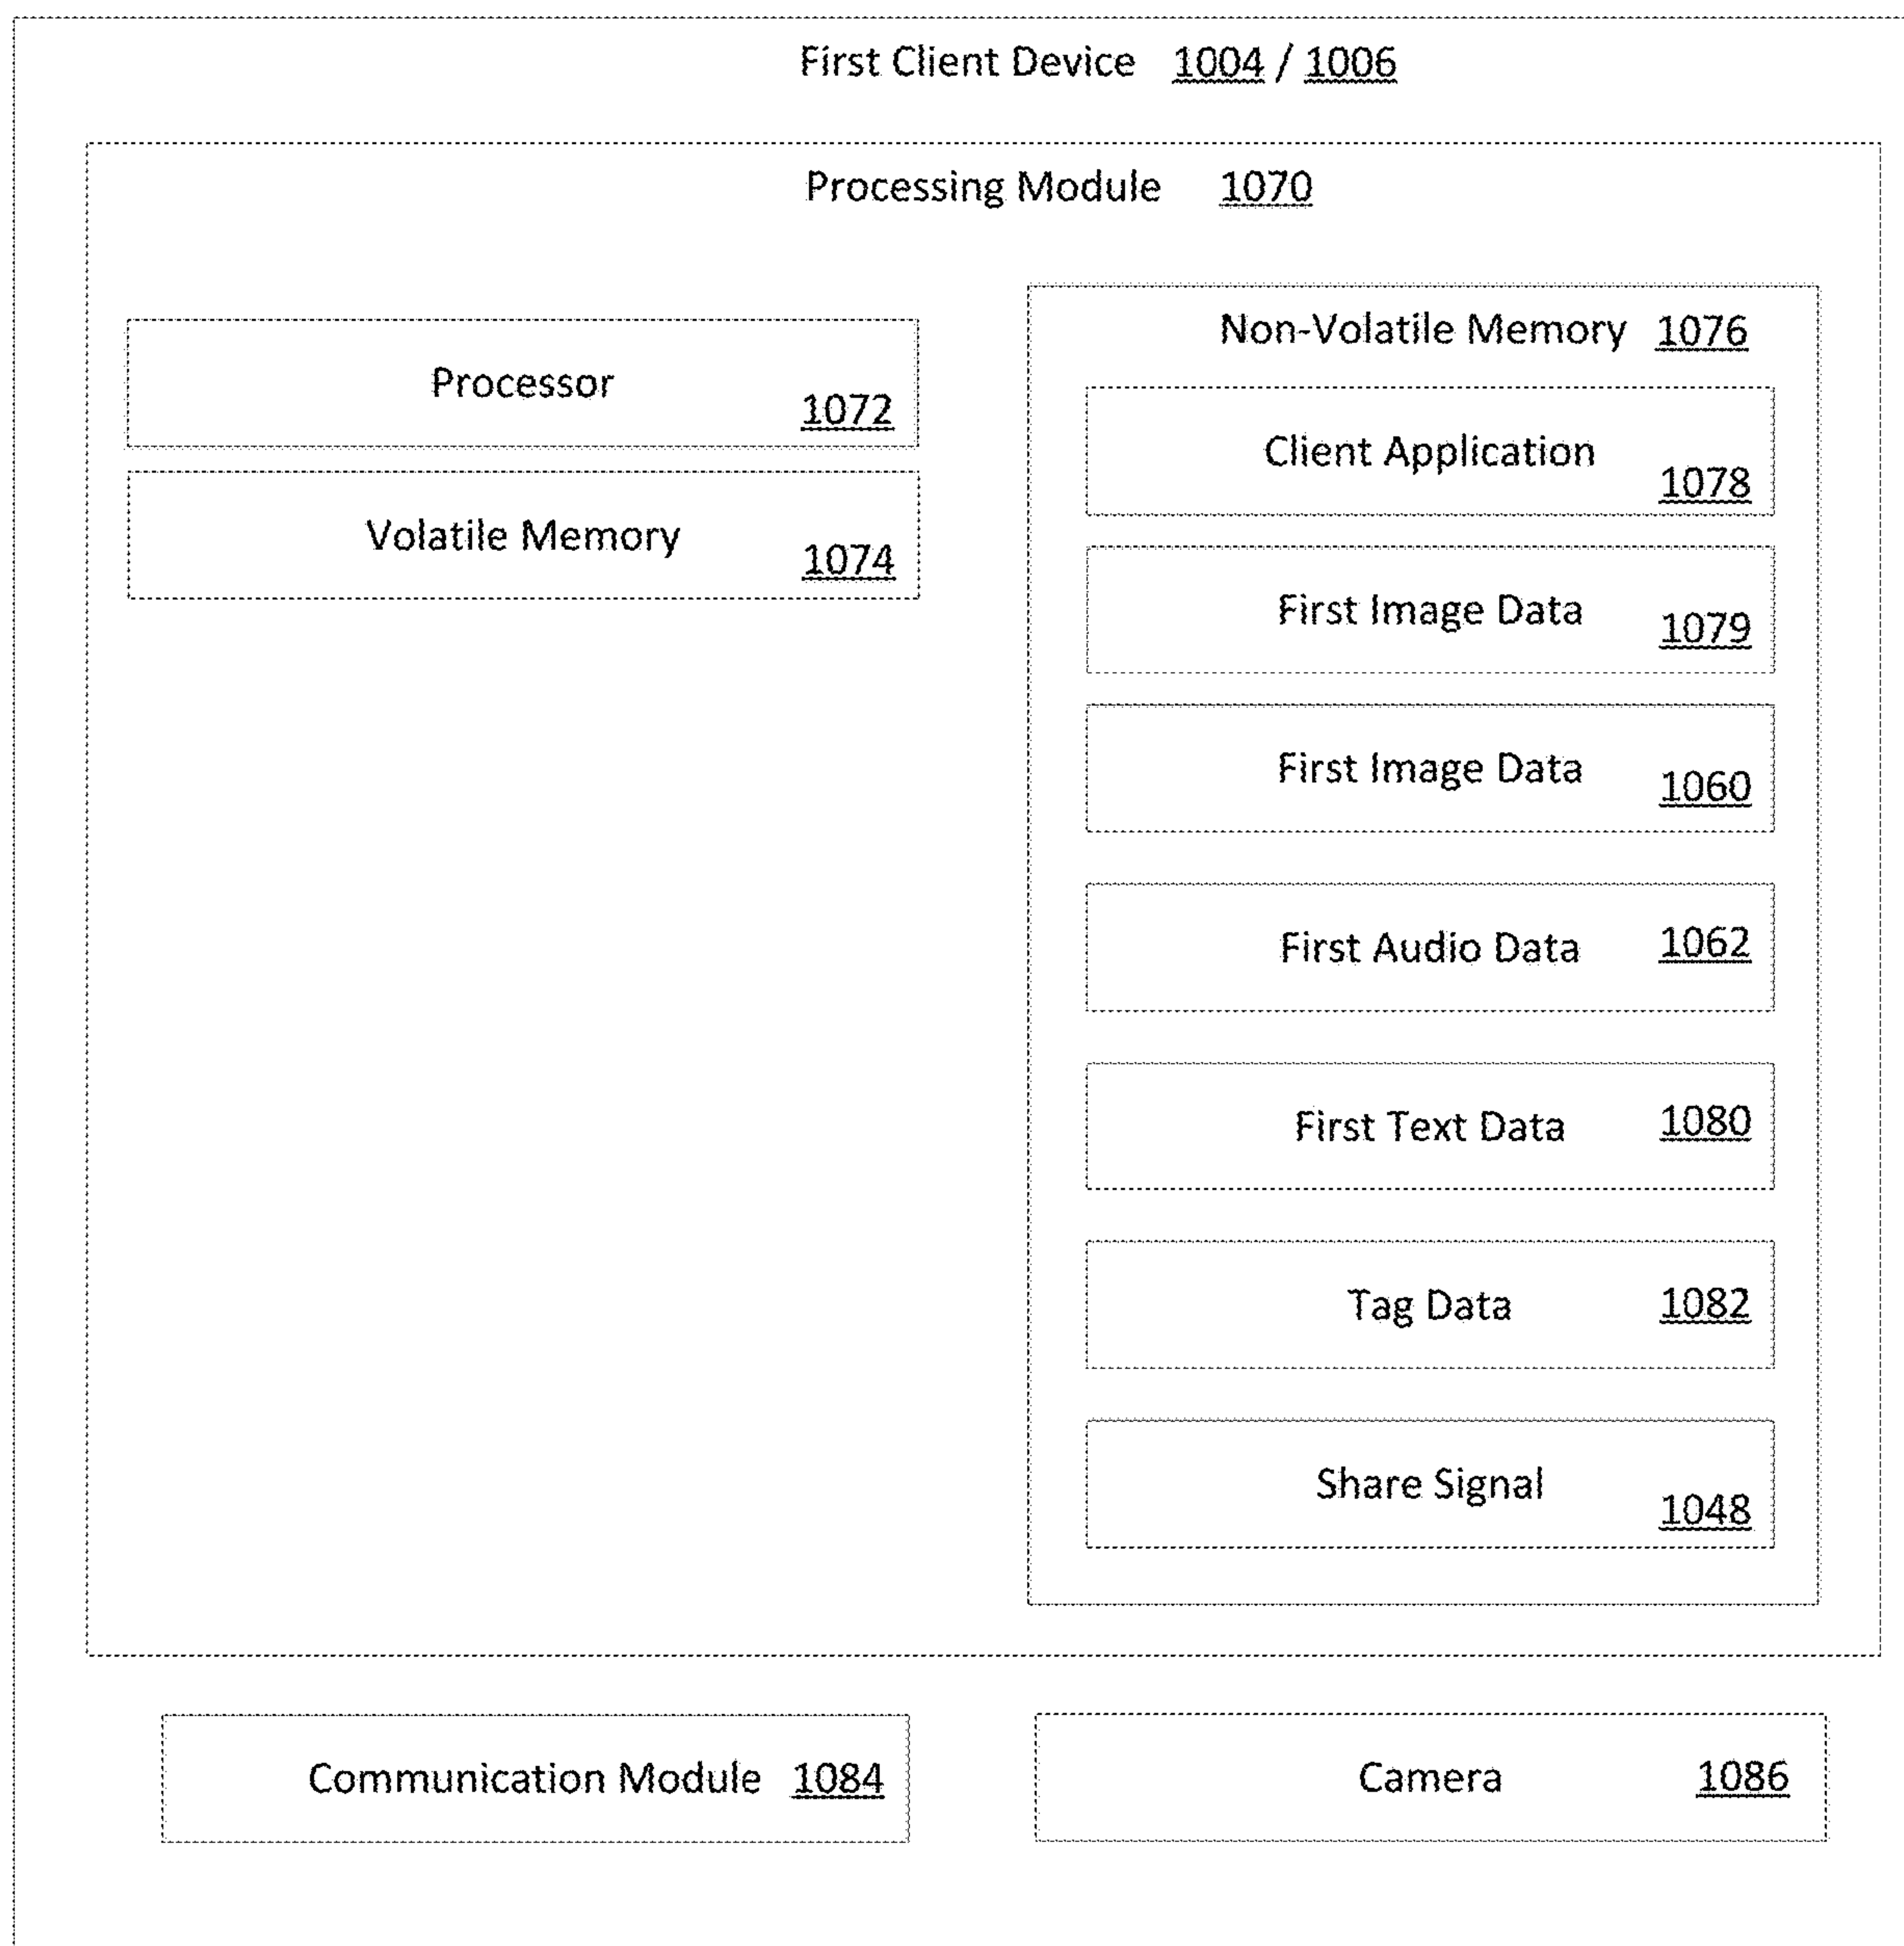 First Client Device 1004 / 1006
Processing Module 1070
Processor 1072
Volatile Memory 1074
Non-Volatile Memory 1076
Client Application 1078
First Image Data 1079
First Image Data 1060
First Audio Data 1062
First Text Data 1080
Tag Data 1082
Share Signal 1048
Communication Module 1084
Camera 1086